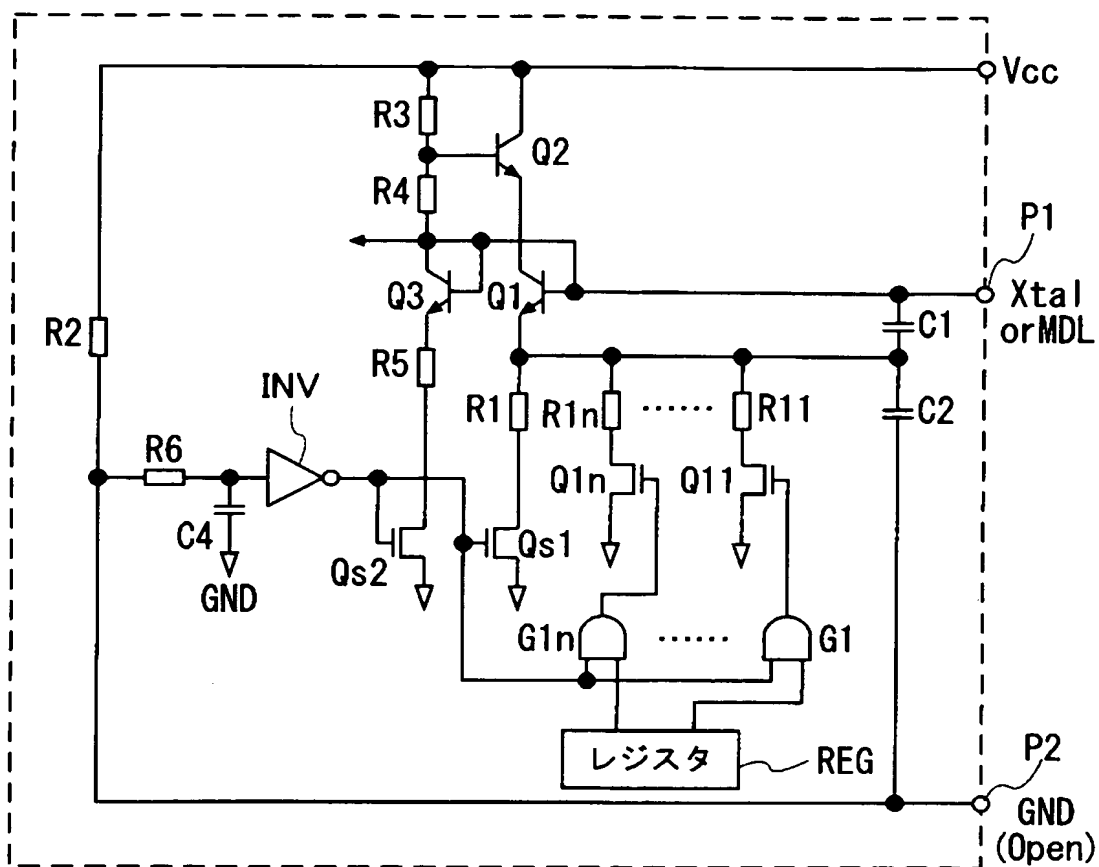 Vcc
R3
Q2
R4
P1
Q3
Q1
Xtal
orMDL
C1
R2
R5
INV
R1
R1n
......
R11
C2
R6
Q1n
Q11
C4
Qs2
Qs1
GND
G1n
......
G1
レジスタ
REG
P2
GND
(Open)